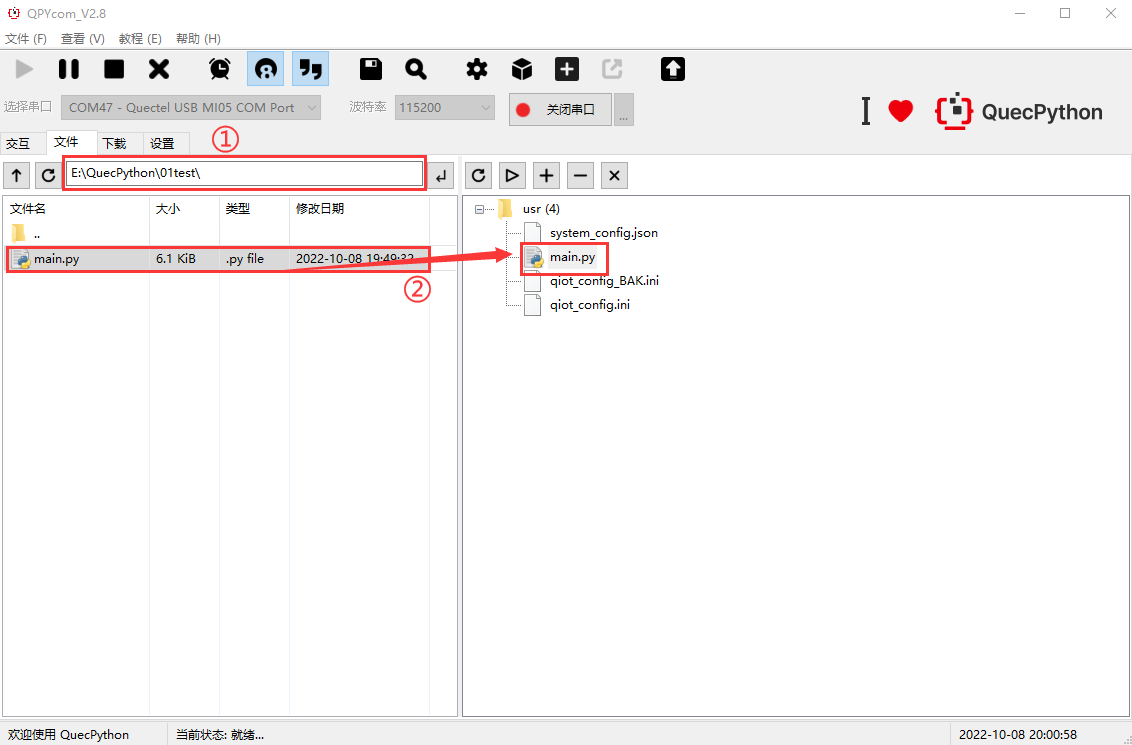 QPYcom_V2.8
文件 (F) 查看 (V) 教程 (E) 帮助 (H)
选择串口 COM47 - Quectel USB MI05 COM Port 波特率 115200 关闭串口 ... I QuecPython
交互 文件 下载 设置 ①
E:\QuecPython\01test\
文件名 大小 类型 修改日期
..
main.py 6.1 KiB .py file 2022-10-08 19:49:32
②
usr (4)
system_config.json
main.py
qiot_config_BAK.ini
qiot_config.ini
欢迎使用 QuecPython 当前状态: 就绪... 2022-10-08 20:00:58